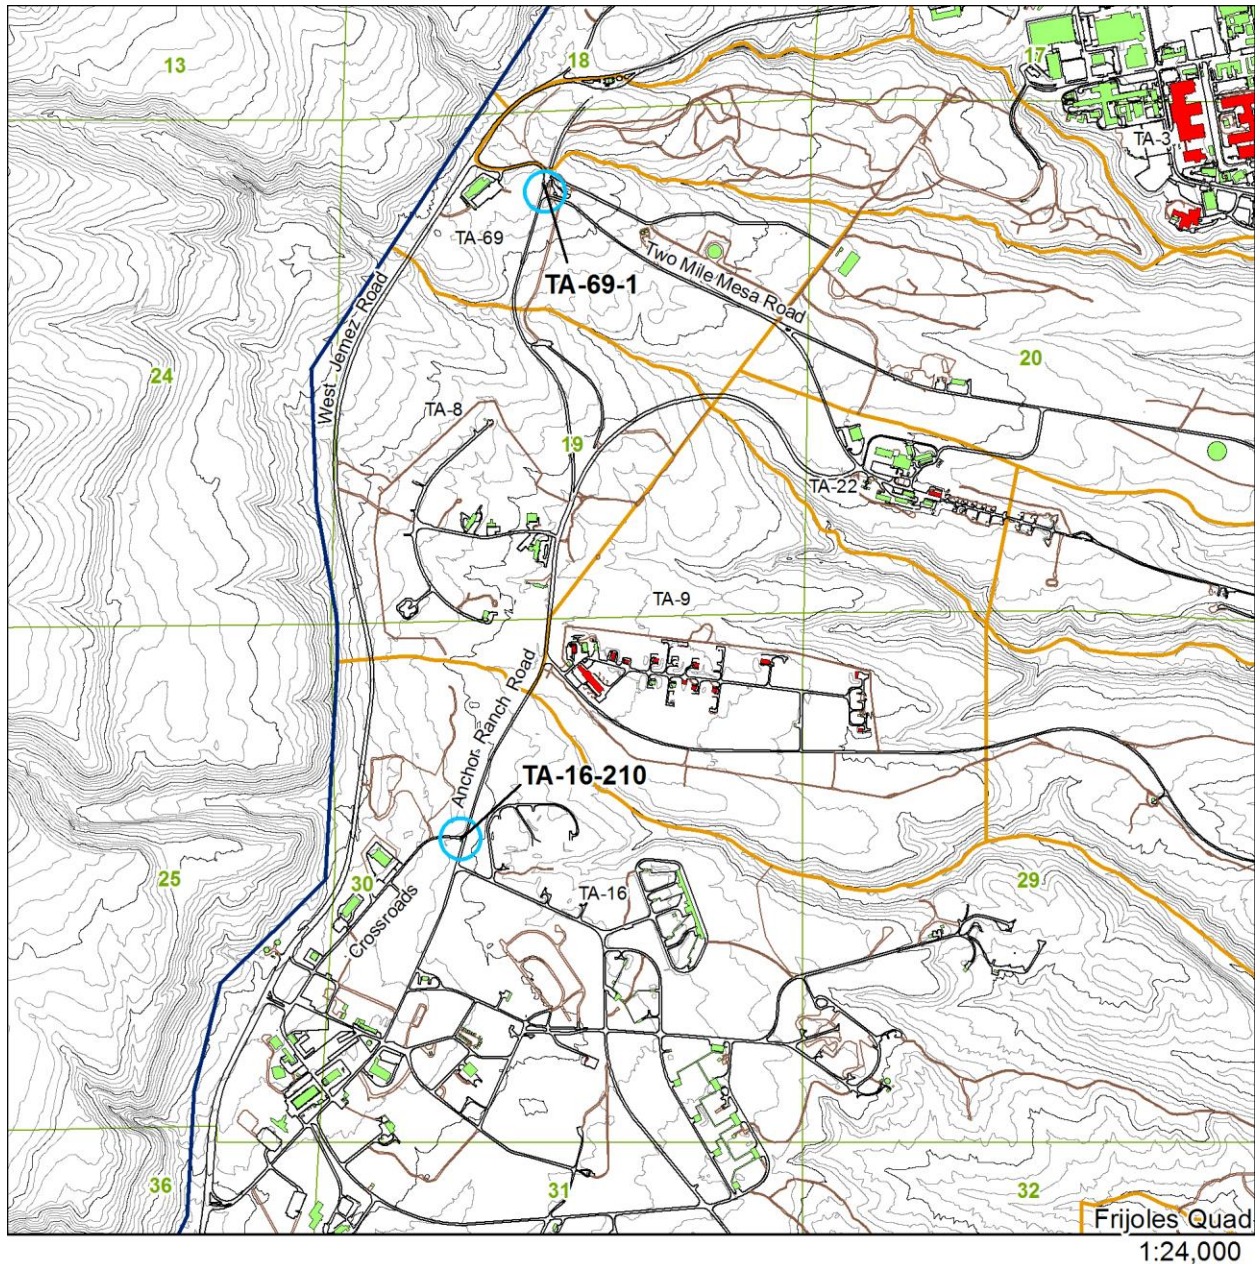 18
17
13
TA-3
TA-69
TA-69-1
Two Mile Mesa Road
West Jemez Road
20
24
TA-8
19
TA-22
TA-9
Anchor Ranch Road
TA-16-210
25
30
29
TA-16
Crossroads
36
31
32
Frijoles Quad
1:24,000